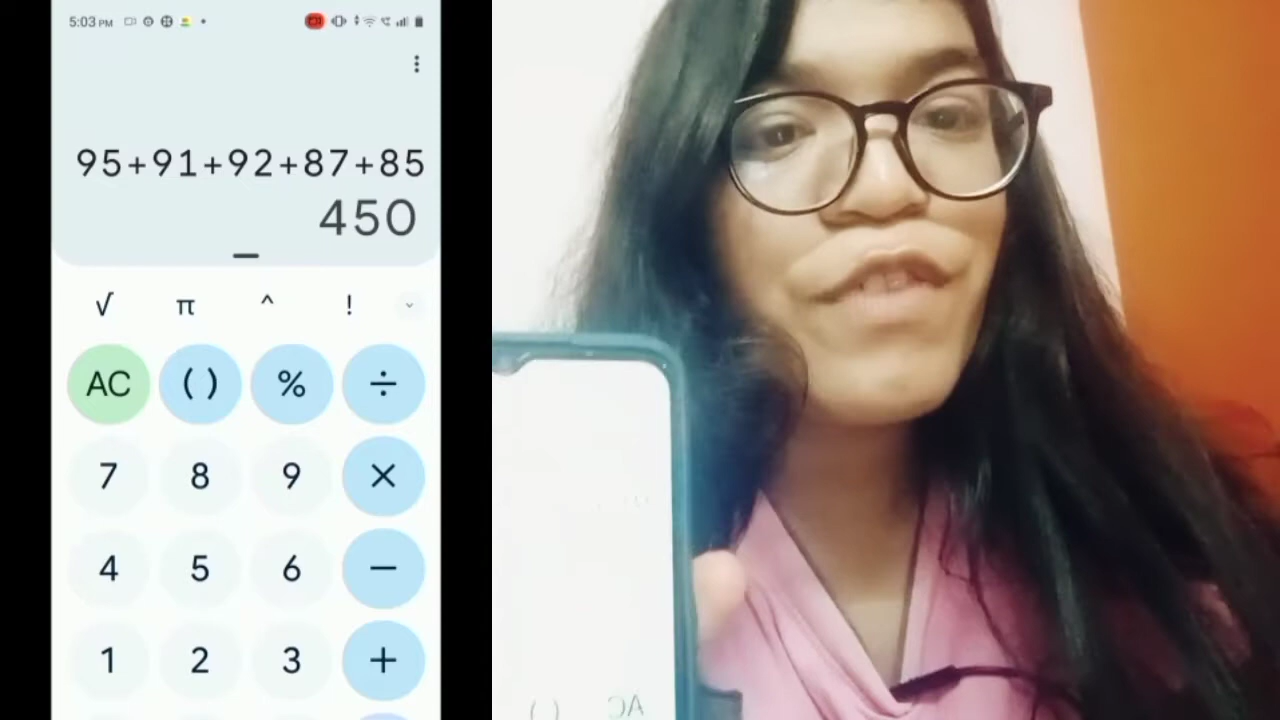 5:03 PM
95+91+92+87+85
450
√ π ^ !
AC ( ) % ÷
7 8 9 ×
4 5 6 −
1 2 3 +
( ) AC